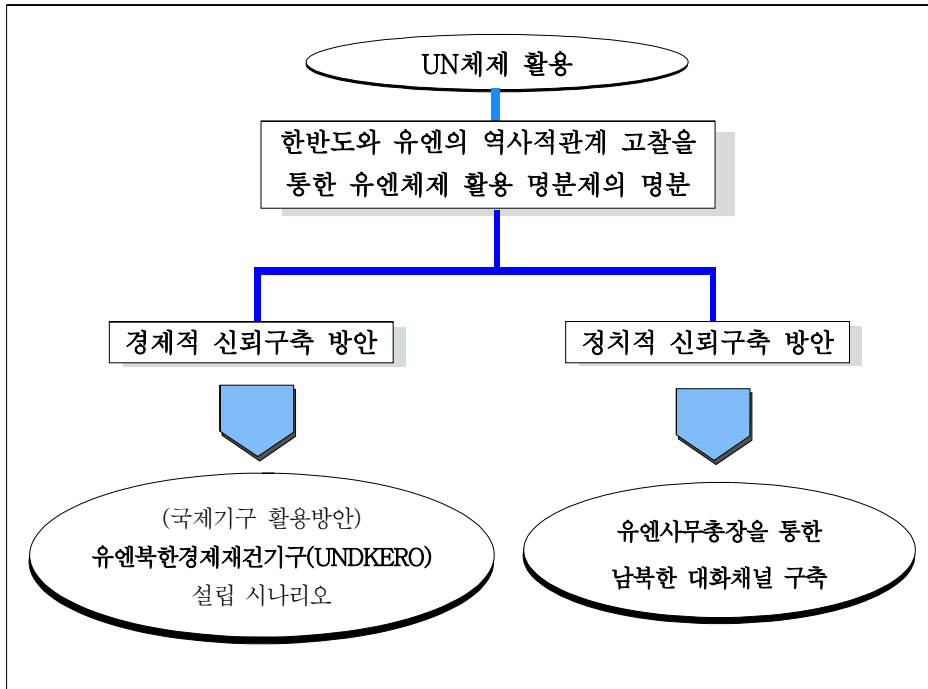 UN체제 활용
한반도와 유엔의 역사적관계 고찰을
통한 유엔체제 활용 명분제의 명분
경제적 신뢰구축 방안
정치적 신뢰구축 방안
(국제기구 활용방안)
유엔북한경제재건기구(UNDKERO)
설립 시나리오
유엔사무총장을 통한
남북한 대화채널 구축